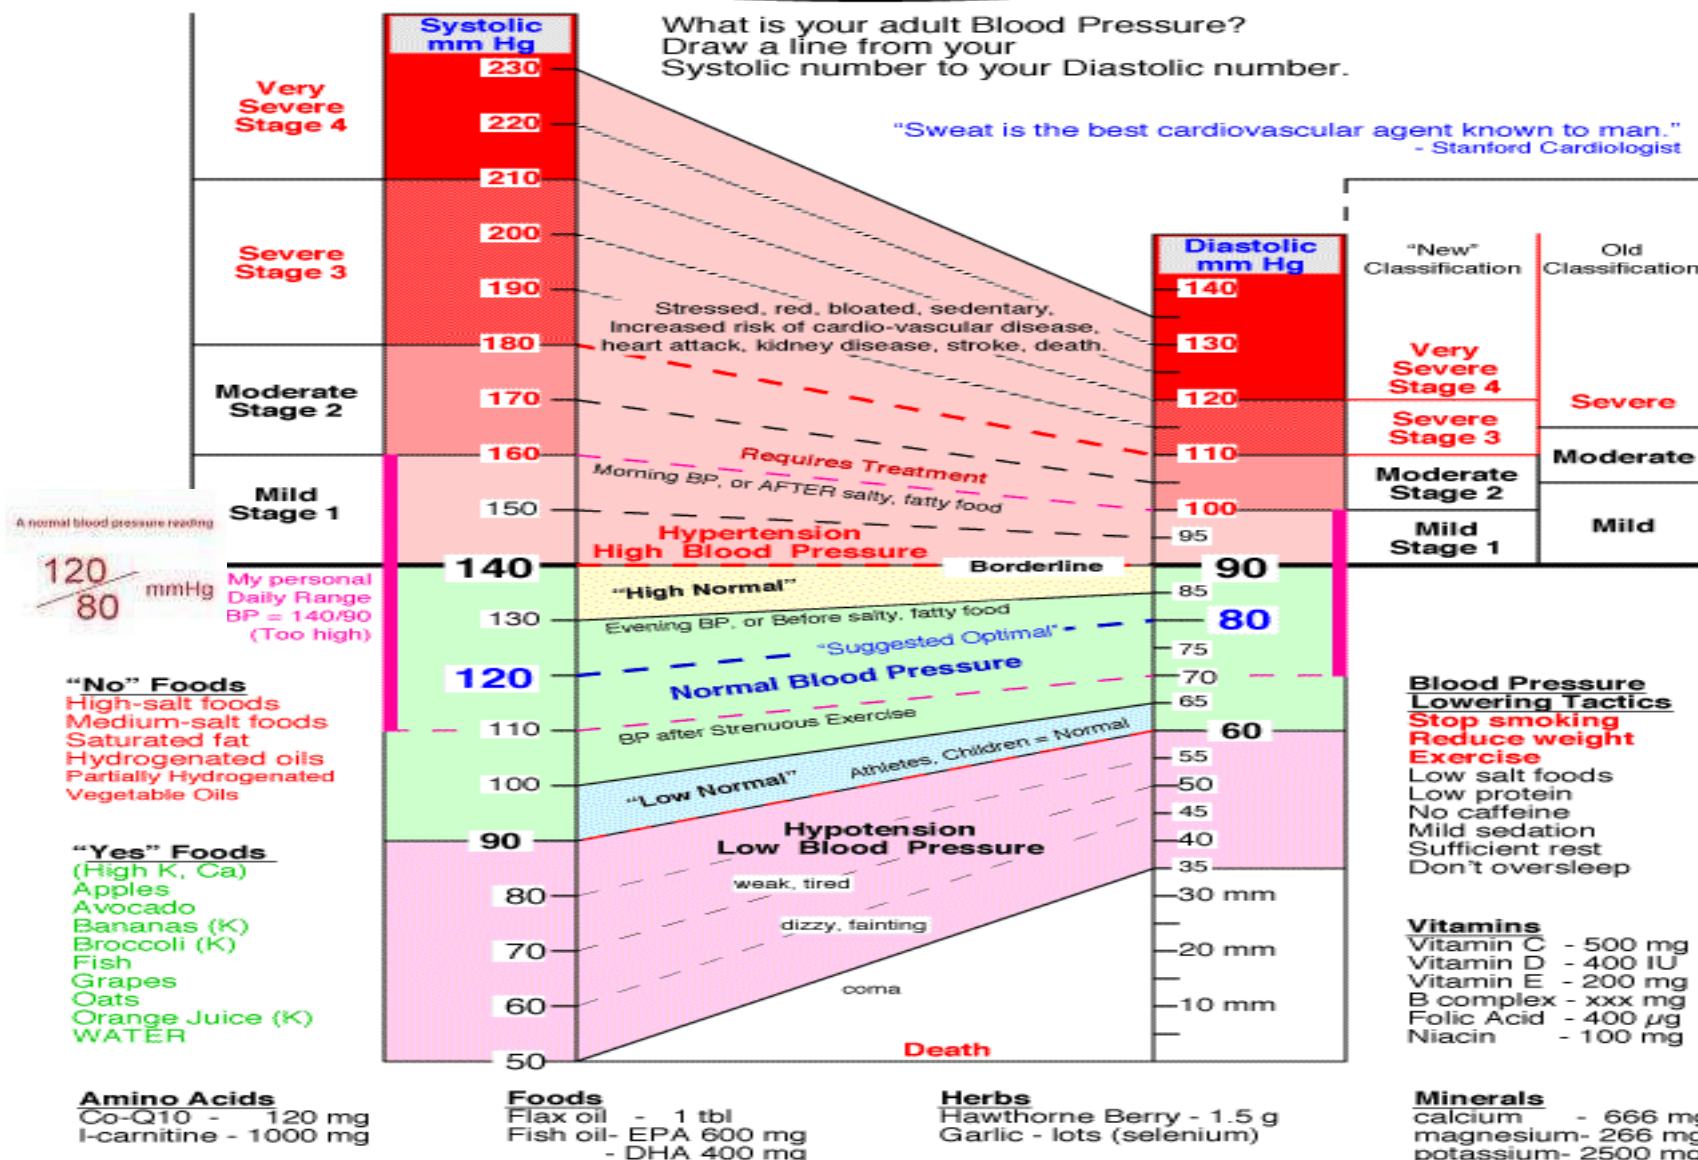 What is your adult Blood Pressure?
Draw a line from your
Systolic number to your Diastolic number.
“Sweat is the best cardiovascular agent known to man.”
- Stanford Cardiologist
Systolic
mm Hg
230
220
210
200
190
180
170
160
150
140
130
120
110
100
90
80
70
60
50
Very
Severe
Stage 4
Severe
Stage 3
Moderate
Stage 2
Mild
Stage 1
A normal blood pressure reading
120
80
mmHg
My personal
Daily Range
BP = 140/90
(Too high)
Stressed, red, bloated, sedentary,
Increased risk of cardio-vascular disease,
heart attack, kidney disease, stroke, death.
Requires Treatment
Morning BP, or AFTER salty, fatty food
Hypertension
High Blood Pressure
Borderline
“High Normal”
Evening BP, or Before salty, fatty food
“Suggested Optimal”
Normal Blood Pressure
BP after Strenuous Exercise
Athletes, Children = Normal
“Low Normal”
Hypotension
Low Blood Pressure
weak, tired
dizzy, fainting
coma
Death
Diastolic
mm Hg
140
130
120
110
100
95
90
85
80
75
70
65
60
55
50
45
40
35
30 mm
20 mm
10 mm
“New”
Classification
Very
Severe
Stage 4
Severe
Stage 3
Moderate
Stage 2
Mild
Stage 1
Old
Classification
Severe
Moderate
Mild
“No” Foods
High-salt foods
Medium-salt foods
Saturated fat
Hydrogenated oils
Partially Hydrogenated
Vegetable Oils
“Yes” Foods
(High K, Ca)
Apples
Avocado
Bananas (K)
Broccoli (K)
Fish
Grapes
Oats
Orange Juice (K)
WATER
Blood Pressure
Lowering Tactics
Stop smoking
Reduce weight
Exercise
Low salt foods
Low protein
No caffeine
Mild sedation
Sufficient rest
Don’t oversleep
Vitamins
Vitamin C - 500 mg
Vitamin D - 400 IU
Vitamin E - 200 mg
B complex - xxx mg
Folic Acid - 400 µg
Niacin - 100 mg
Amino Acids
Co-Q10 - 120 mg
l-carnitine - 1000 mg
Foods
Flax oil - 1 tbl
Fish oil- EPA 600 mg
- DHA 400 mg
Herbs
Hawthorne Berry - 1.5 g
Garlic - lots (selenium)
Minerals
calcium - 666 mg
magnesium- 266 mg
potassium- 2500 mg